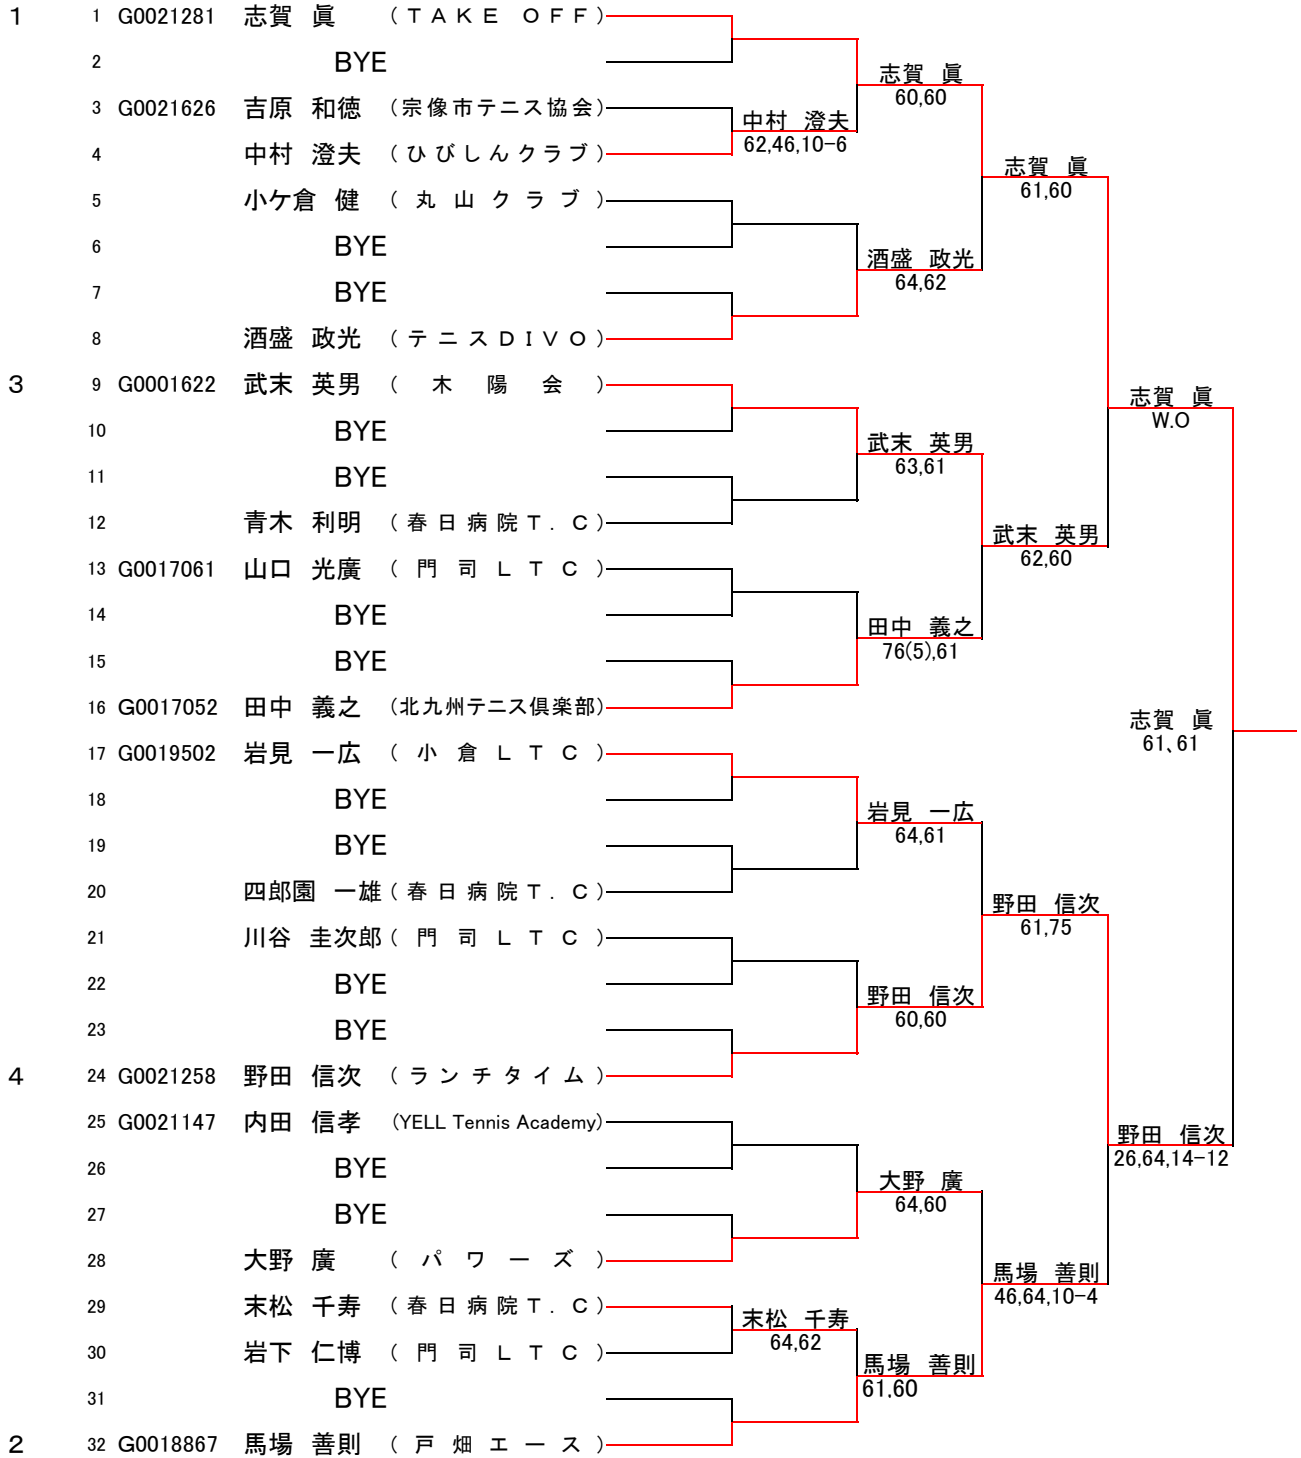 1 1 G0021281 志賀 眞 (TAKE OFF)
2 BYE
志賀 眞
60,60
3 G0021626 吉原 和徳 (宗像市テニス協会)
中村 澄夫
62,46,10-6
4 中村 澄夫 (ひびしんクラブ)
志賀 眞
61,60
5 小ケ倉 健 (丸山クラブ)
6 BYE
酒盛 政光
64,62
7 BYE
8 酒盛 政光 (テニスDIVO)
3 9 G0001622 武末 英男 (木陽会)
志賀 眞
W.O
10 BYE
武末 英男
63,61
11 BYE
12 青木 利明 (春日病院T.C)
武末 英男
62,60
13 G0017061 山口 光廣 (門司LTC)
14 BYE
田中 義之
76(5),61
15 BYE
16 G0017052 田中 義之 (北九州テニス倶楽部)
志賀 眞
61、61
17 G0019502 岩見 一広 (小倉LTC)
18 BYE
岩見 一広
64,61
19 BYE
20 四郎園 一雄 (春日病院T.C)
野田 信次
61,75
21 川谷 圭次郎 (門司LTC)
22 BYE
野田 信次
60,60
23 BYE
4 24 G0021258 野田 信次 (ランチタイム)
25 G0021147 内田 信孝 (YELL Tennis Academy)
野田 信次
26,64,14-12
26 BYE
大野 廣
64,60
27 BYE
28 大野 廣 (パワーズ)
馬場 善則
46,64,10-4
29 末松 千寿 (春日病院T.C)
末松 千寿
64,62
30 岩下 仁博 (門司LTC)
馬場 善則
61,60
31 BYE
2 32 G0018867 馬場 善則 (戸畑エース)